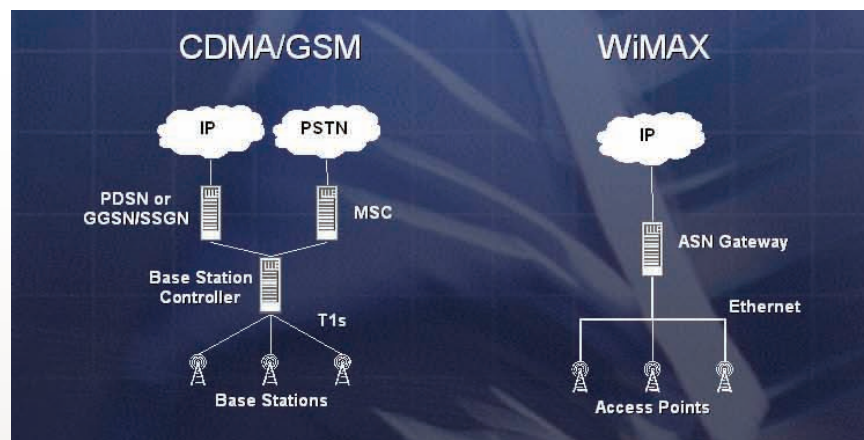 CDMA/GSM
WiMAX
IP
PSTN
IP
PDSN or
GGSN/SSGN
MSC
ASN Gateway
Base Station
Controller
Ethernet
T1s
Base Stations
Access Points